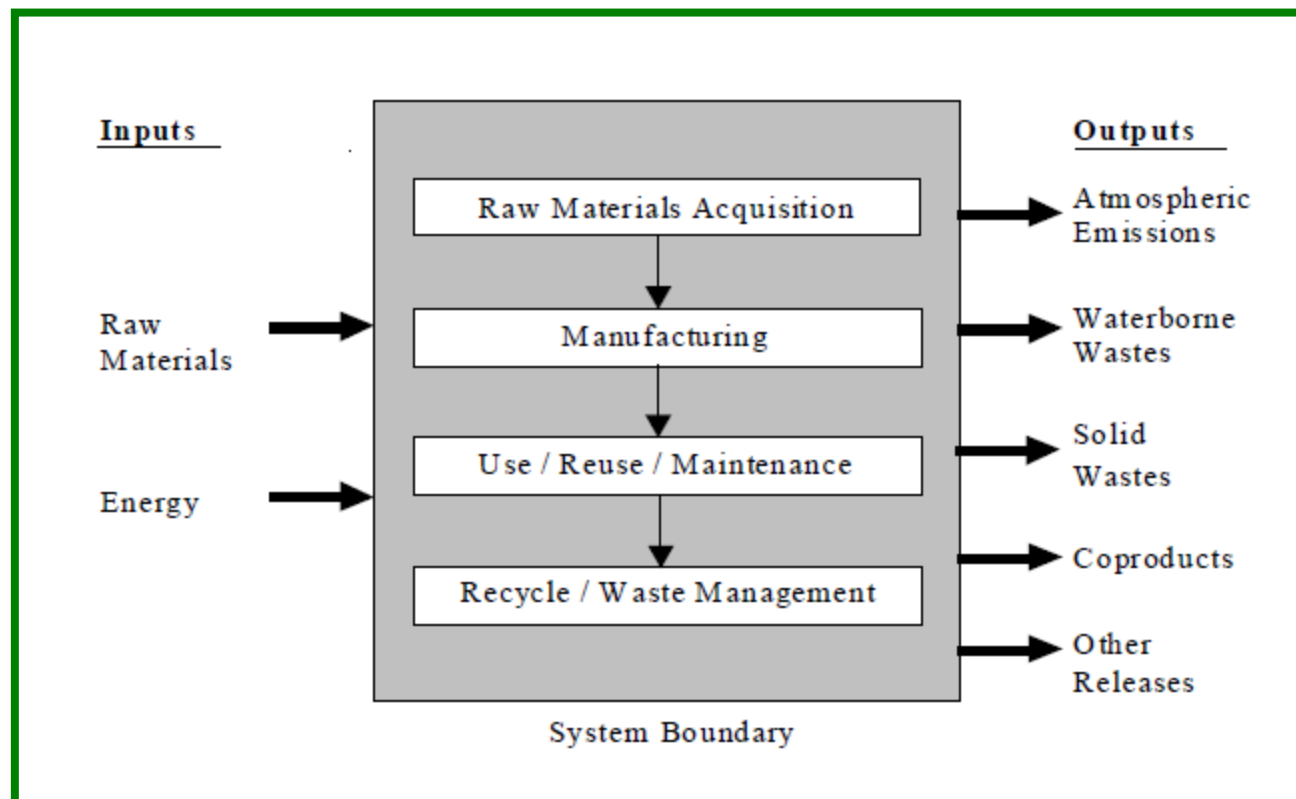 Inputs
Raw
Materials
Energy
Raw Materials Acquisition
Manufacturing
Use / Reuse / Maintenance
Recycle / Waste Management
System Boundary
Outputs
Atmospheric
Emissions
Waterborne
Wastes
Solid
Wastes
Coproducts
Other
Releases